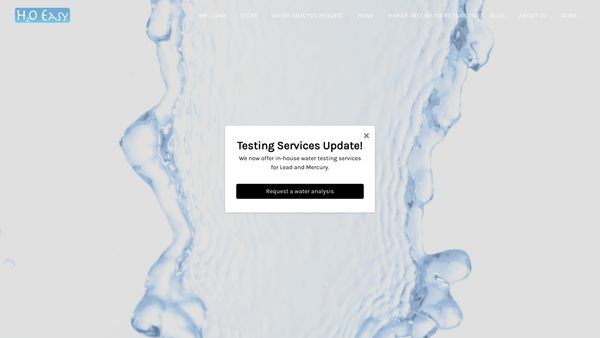 H2O Easy
WELCOME STORE WATER ANALYSIS REQUEST HOME HASSLE-FREE WATER FILTRATION BLOG ABOUT US MORE...
Testing Services Update!
We now offer in-house water testing services
for Lead and Mercury.
Request a water analysis